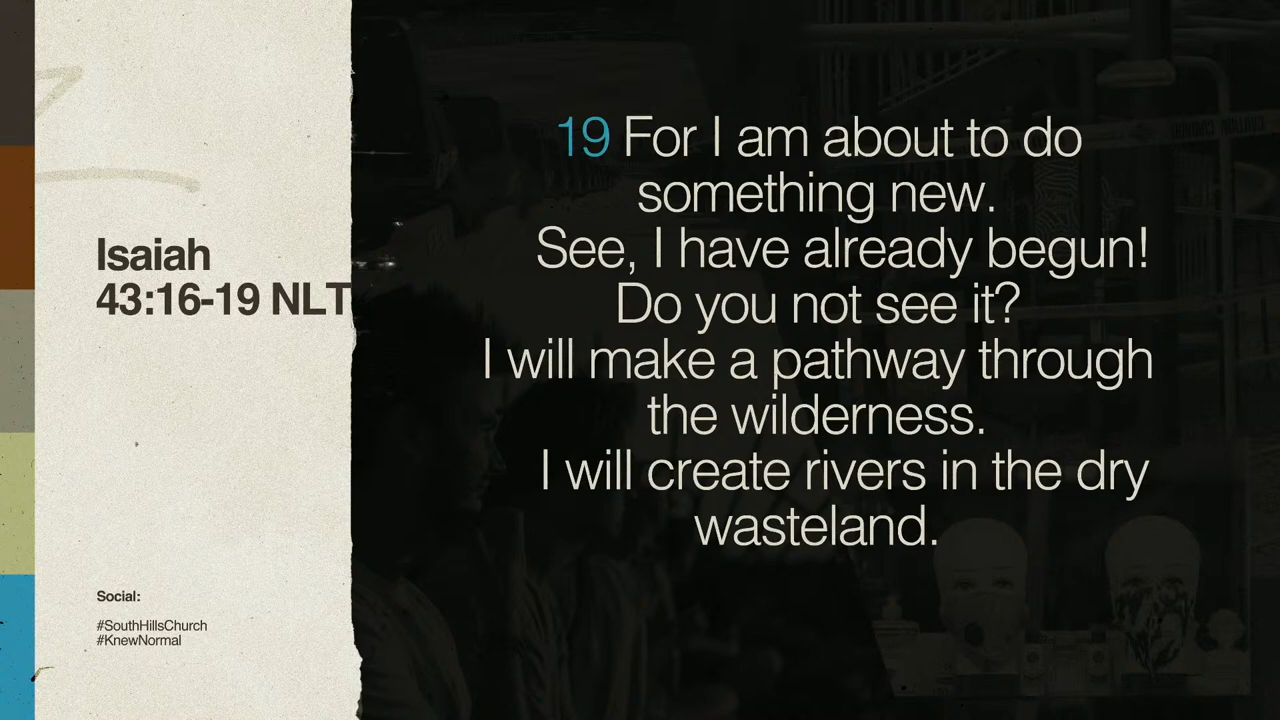 Isaiah
43:16-19 NLT
19 For I am about to do
something new.
See, I have already begun!
Do you not see it?
I will make a pathway through
the wilderness.
I will create rivers in the dry
wasteland.
Social:
#SouthHillsChurch
#KnewNormal